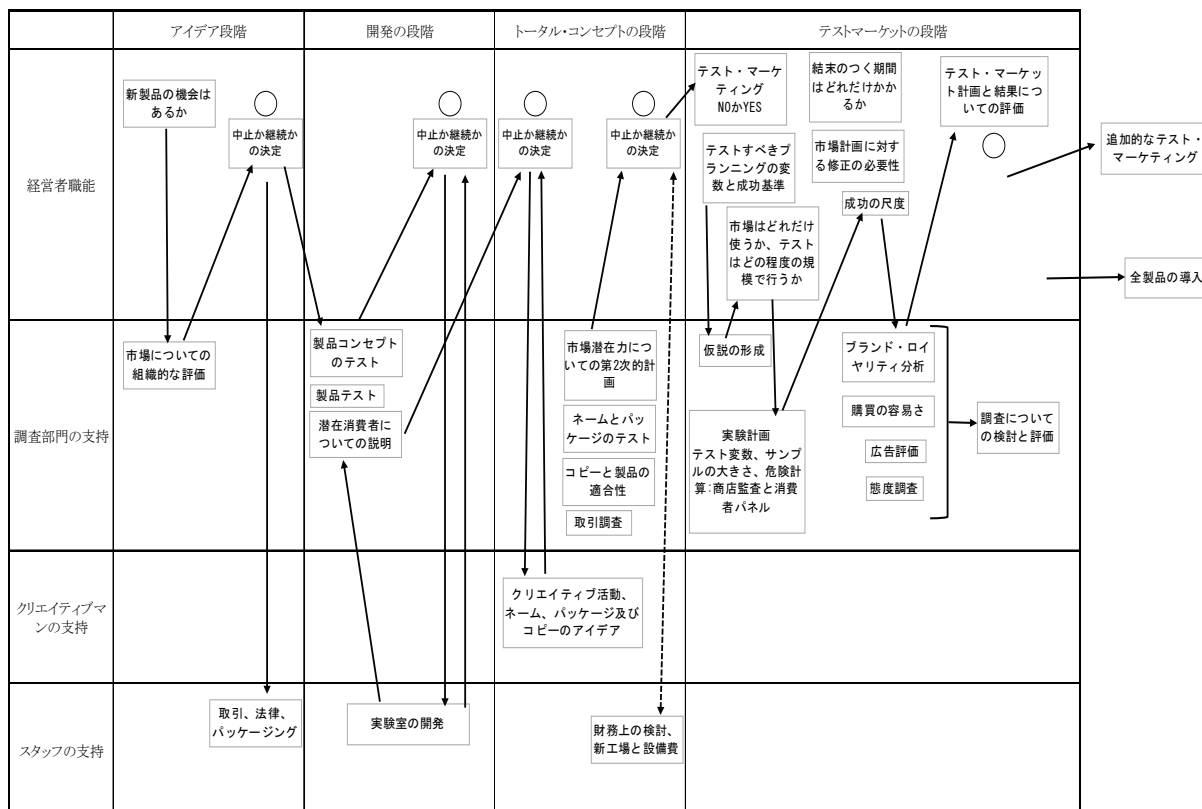 アイデア段階
開発の段階
トータル・コンセプトの段階
テストマーケットの段階
経営者職能
新製品の機会は
あるか
中止か継続か
の決定
中止か継続か
の決定
中止か継続か
の決定
中止か継続か
の決定
テスト・マーケ
ティング
NOかYES
結末のつく期間
はどれだけかか
るか
テスト・マーケッ
ト計画と結果につ
いての評価
テストすべきプ
ランニングの変
数と成功基準
市場計画に対
する修正の必要性
成功の尺度
市場はどれだけ
使うか、テスト
はどの程度の規
模で行うか
追加的なテスト・
マーケティング
全製品の導入
調査部門の支持
市場についての
組織的な評価
製品コンセプト
のテスト
製品テスト
潜在消費者に
ついての説明
市場潜在力につ
いての第2次的計
画
ネームとパッ
ケージのテスト
コピーと製品の
適合性
取引調査
仮説の形成
実験計画
テスト変数、サンプ
ルの大きさ、危険計
算:商店監査と消費
者パネル
ブランド・ロイ
ヤリティ分析
購買の容易さ
広告評価
態度調査
調査につい
ての検討と評価
クリエイティブマ
ンの支持
クリエイティブ活動、
ネーム、パッケージ及び
コピーのアイデア
スタッフの支持
取引、法律、
パッケージング
実験室の開発
財務上の検討、
新工場と設備費